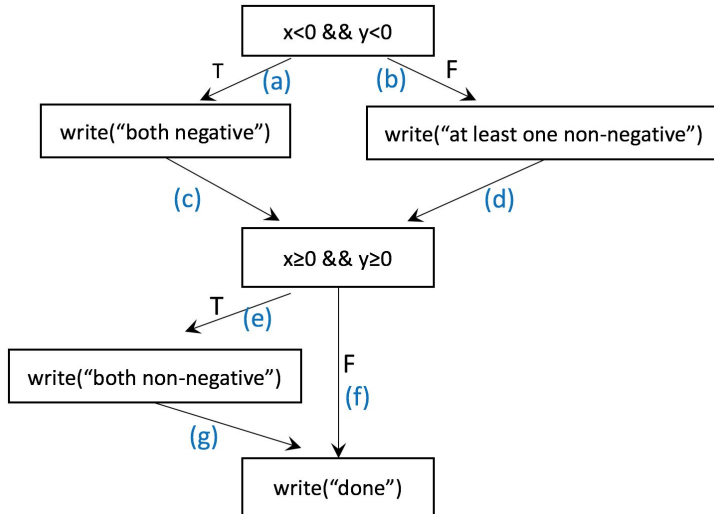 x<0 && y<0
T
(a)
(b)
F
write(“both negative”)
write(“at least one non-negative”)
(c)
(d)
x≥0 && y≥0
T
(e)
write(“both non-negative”)
F
(f)
(g)
write(“done”)